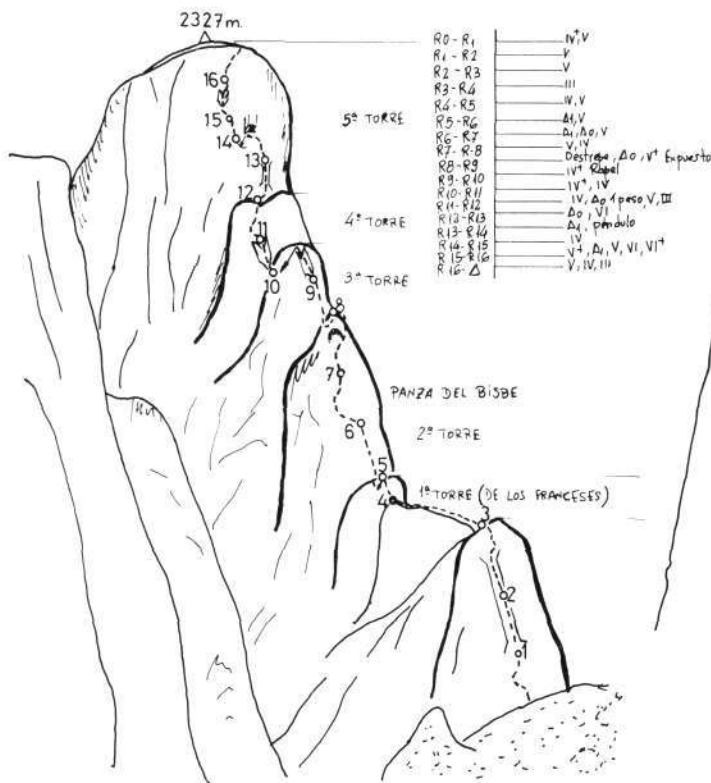 2327 m.
R0-R1 IV⁺, V
R1-R2 V
R2-R3 V
R3-R4 III
R4-R5 IV, V
R5-R6 A1, V
R6-R7 A1, A0, V
R7-R-8 V, IV
R8-R9 Destrepe, A0, V⁺ Expuesto
R9-R10 IV⁺ Rapel
R10-R11 IV⁺, IV
R11-R12 IV, A0 1 paso, V, III
R12-R13 A0, VI
R13-R14 A1, péndulo
R14-R15 IV
R15-R16 V⁺, A1, V, VI, VI⁺
R16-Δ V, IV, III
16
15
14
5ª TORRE
13
12
4ª TORRE
11
10
3ª TORRE
9
8
7
PANZA DEL BISBE
6
2ª TORRE
5
4
1ª TORRE (DE LOS FRANCESES)
3
2
1